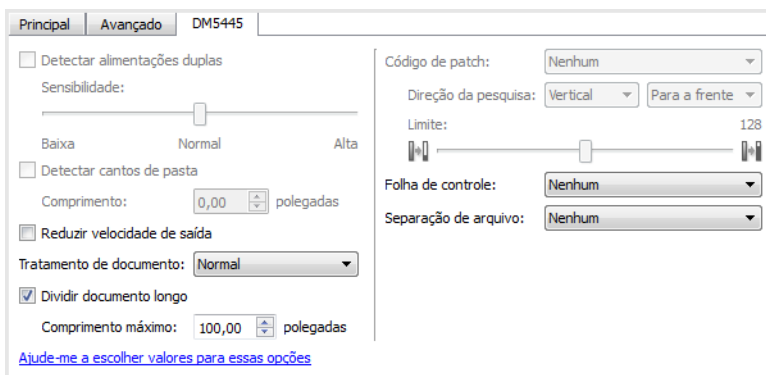 Principal Avançado DM5445
Detectar alimentações duplas
Sensibilidade:
Baixa Normal Alta
Detectar cantos de pasta
Comprimento: 0,00 polegadas
Reduzir velocidade de saída
Tratamento de documento: Normal
Dividir documento longo
Comprimento máximo: 100,00 polegadas
Ajude-me a escolher valores para essas opções
Código de patch: Nenhum
Direção da pesquisa: Vertical Para a frente
Limite: 128
Folha de controle: Nenhum
Separação de arquivo: Nenhum